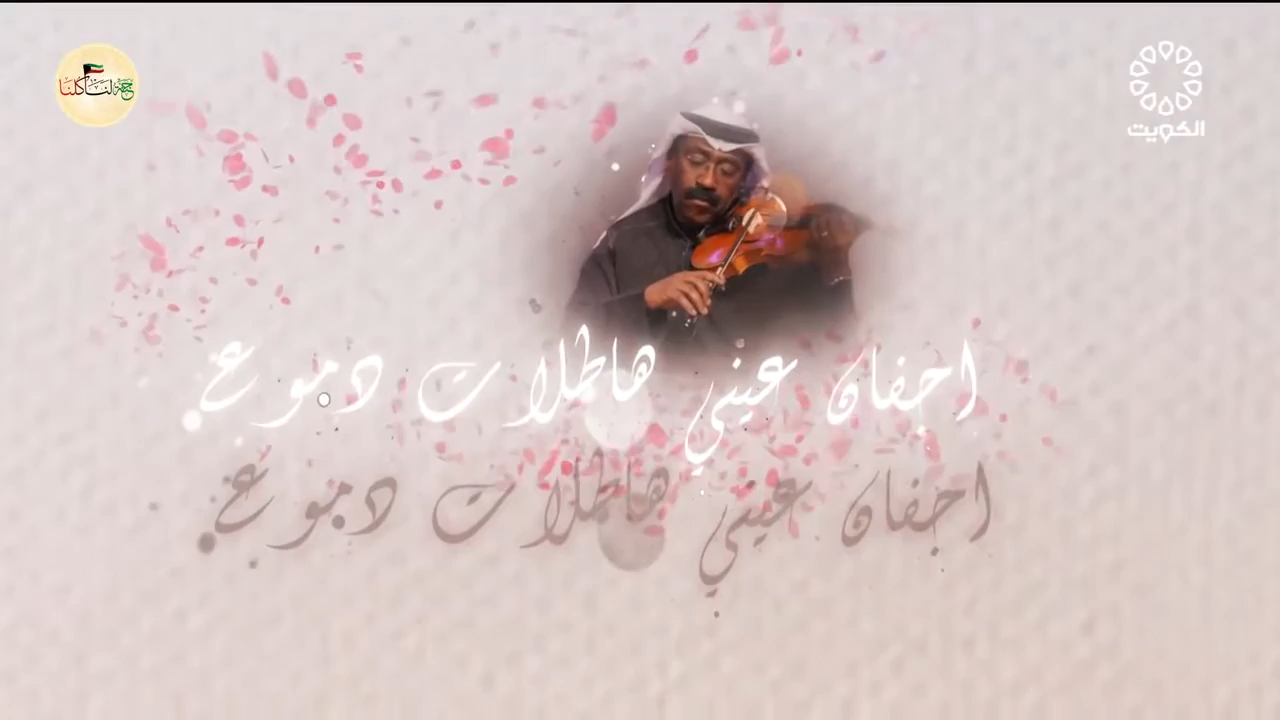 الكويت
اجفان عيني هاطلات دموع
اجفان عيني هاطلات دموع